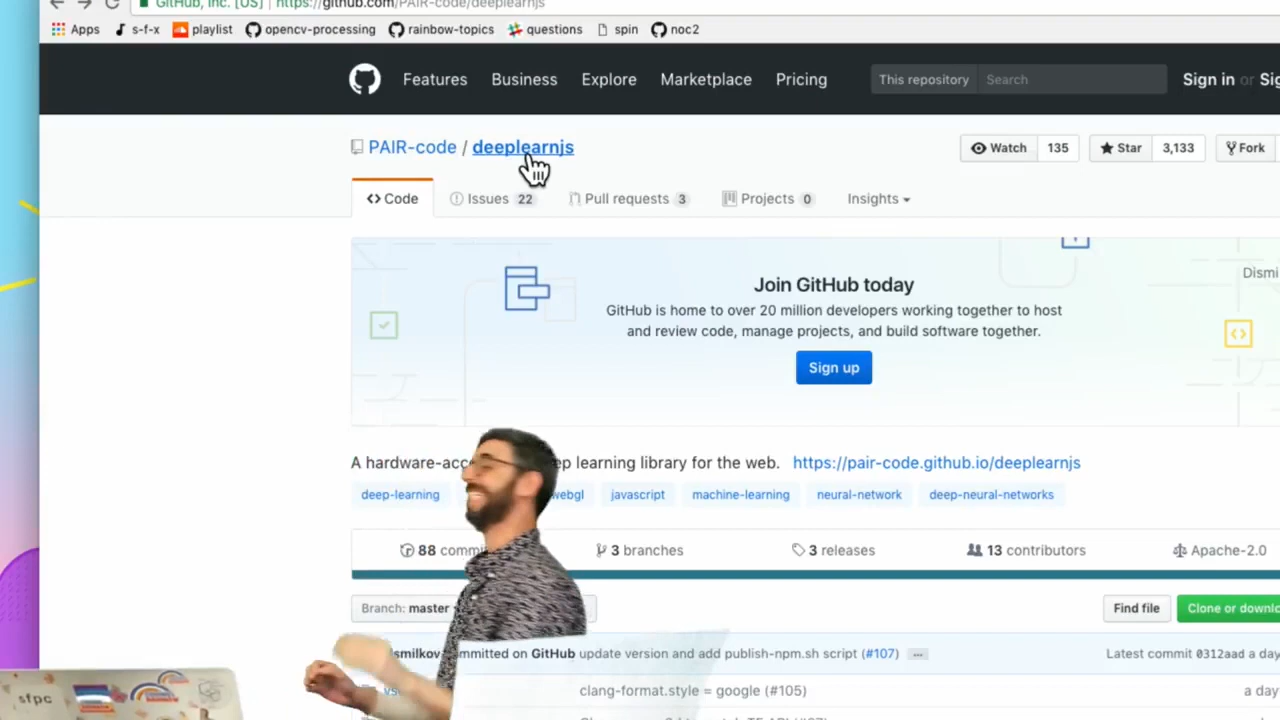 GitHub, Inc. [US] https://github.com/PAIR-code/deeplearnjs
Apps s-f-x playlist opencv-processing rainbow-topics questions spin noc2
Features Business Explore Marketplace Pricing This repository Search Sign in or
PAIR-code / deeplearnjs Watch 135 Star 3,133 Fork
Code Issues 22 Pull requests 3 Projects 0 Insights
Join GitHub today
Dismi
GitHub is home to over 20 million developers working together to host
and review code, manage projects, and build software together.
Sign up
A learning library for the web. https://pair-code.github.io/deeplearnjs
deep-learning webgl javascript machine-learning neural-network deep-neural-networks
88 3 branches 3 releases 13 contributors Apache-2.0
Branch: master Find file Clone or downlo
smilkov committed on GitHub update version and add publish-npm.sh script (#107) ... Latest commit 0312aad a day
clang-format.style = google (#105) a day
sfpc